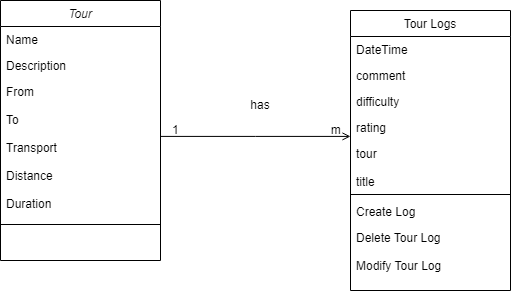 Tour
Name
Description
From
To
Transport
Distance
Duration
has
1
m
Tour Logs
DateTime
comment
difficulty
rating
tour
title
Create Log
Delete Tour Log
Modify Tour Log